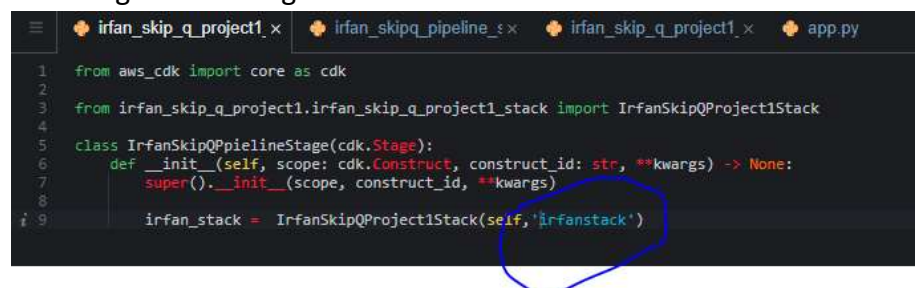 irfan_skip_q_project1_ × irfan_skipq_pipeline_s × irfan_skip_q_project1_ × app.py
1 from aws_cdk import core as cdk
2
3 from irfan_skip_q_project1.irfan_skip_q_project1_stack import IrfanSkipQProject1Stack
4
5 class IrfanSkipQPpielineStage(cdk.Stage):
6 def __init__(self, scope: cdk.Construct, construct_id: str, **kwargs) -> None:
7 super().__init__(scope, construct_id, **kwargs)
8
i 9 irfan_stack = IrfanSkipQProject1Stack(self,'irfanstack')